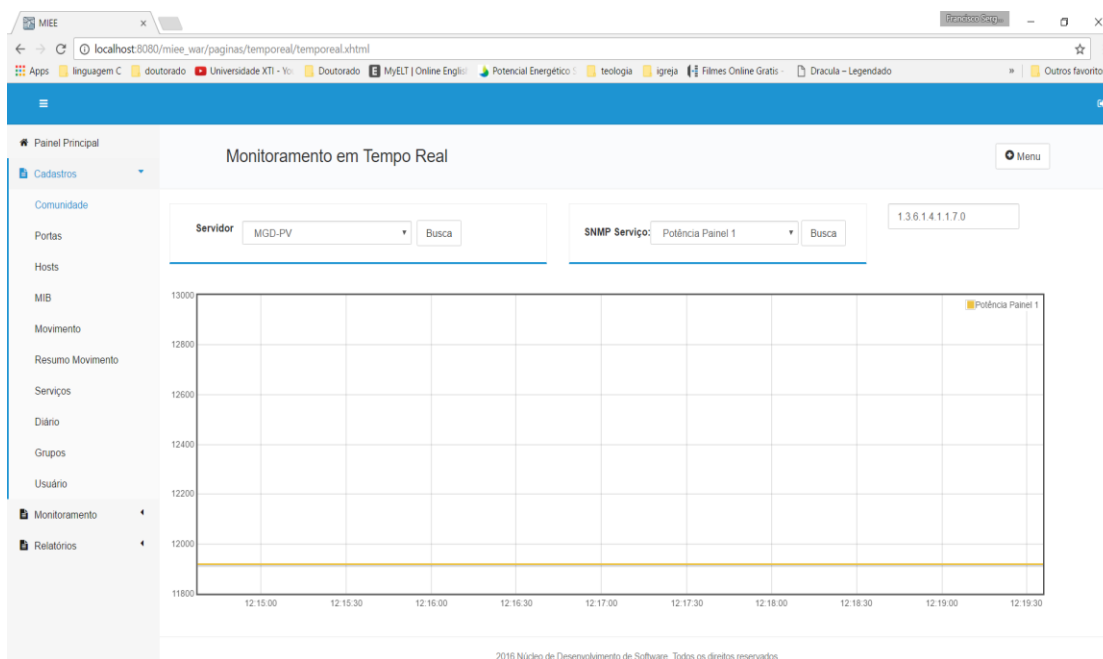 MIEE
localhost:8080/miee_war/paginas/temporeal/temporeal.xhtml
Apps linguagem C doutorado Universidade XTI - Yo Doutorado MyELT | Online Englis Potencial Energético S teologia igreja Filmes Online Gratis - Dracula – Legendado » Outros favorito
Painel Principal
Cadastros
Comunidade
Portas
Hosts
MIB
Movimento
Resumo Movimento
Serviços
Diário
Grupos
Usuário
Monitoramento
Relatórios
Monitoramento em Tempo Real
Menu
Servidor MGD-PV Busca
SNMP Serviço: Potência Painel 1 Busca
1.3.6.1.4.1.1.7.0
Potência Painel 1
13000
12800
12600
12400
12200
12000
11800
12:15:00 12:15:30 12:16:00 12:16:30 12:17:00 12:17:30 12:18:00 12:18:30 12:19:00 12:19:30
2016 Núcleo de Desenvolvimento de Software. Todos os direitos reservados